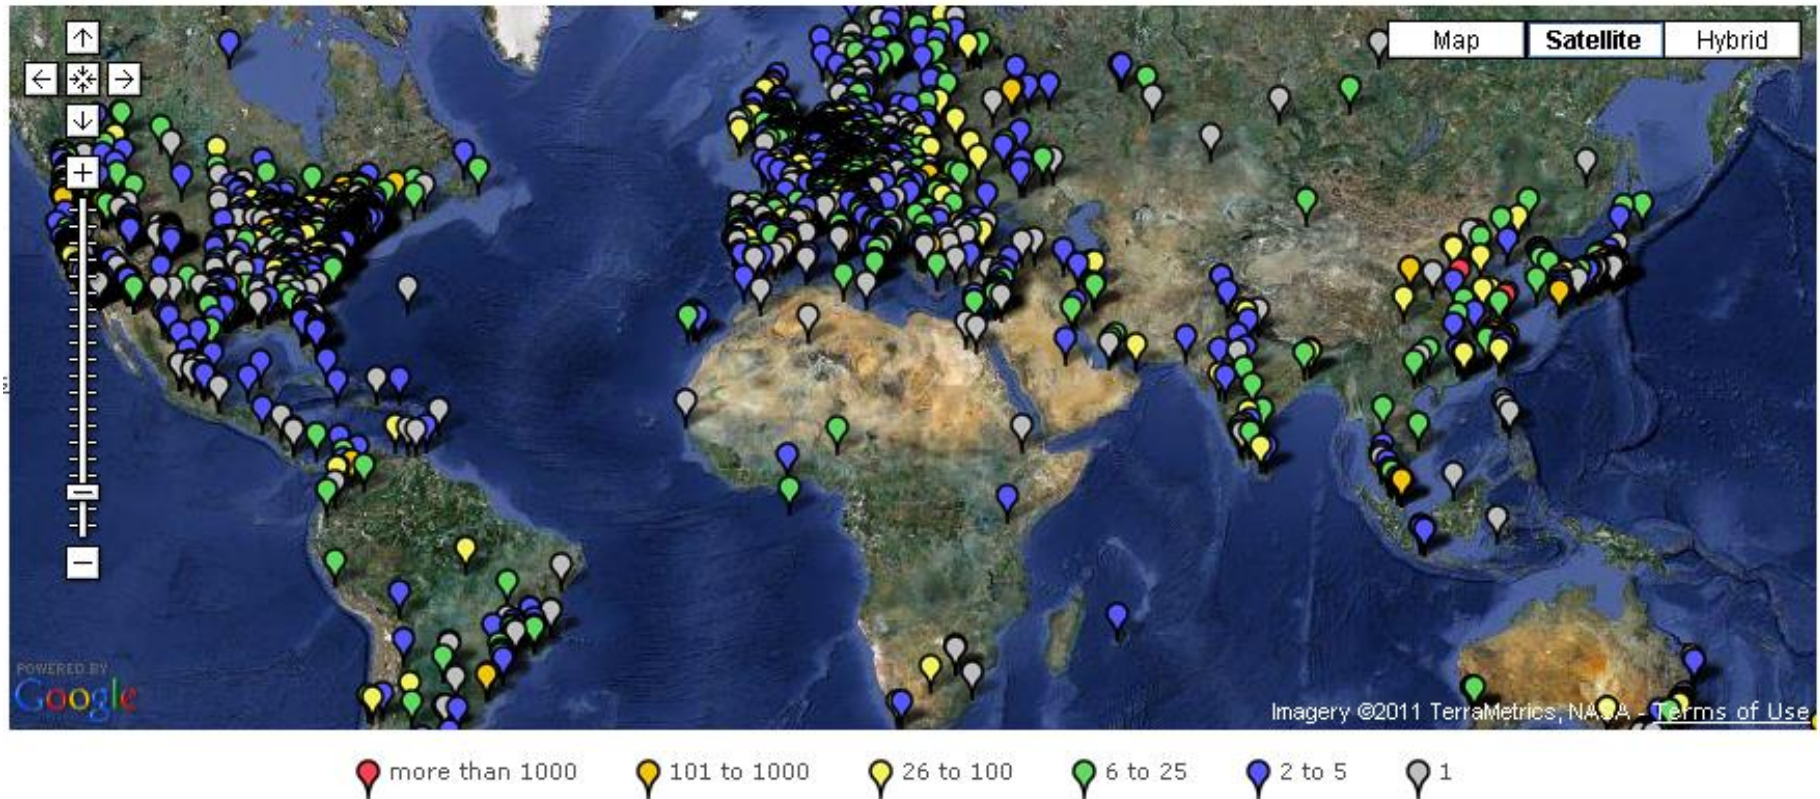 Map
Satellite
Hybrid
POWERED BY
Google
Imagery ©2011 TerraMetrics, NASA - Terms of Use
more than 1000
101 to 1000
26 to 100
6 to 25
2 to 5
1